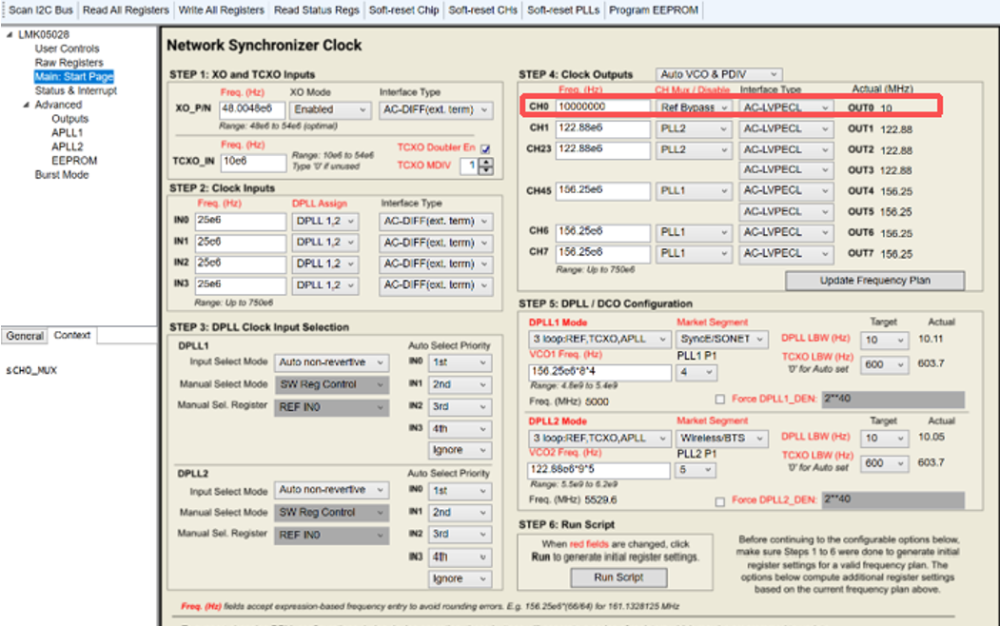 Scan I2C Bus Read All Registers Write All Registers Read Status Regs Soft-reset Chip Soft-reset CHs Soft-reset PLLs Program EEPROM
LMK05028
User Controls
Raw Registers
Main: Start Page
Status & Interrupt
Advanced
Outputs
APLL1
APLL2
EEPROM
Burst Mode
General Context
sCH0_MUX
Network Synchronizer Clock
STEP 1: XO and TCXO Inputs
Freq. (Hz) XO Mode Interface Type
XO_P/N 48.0048e6 Enabled AC-DIFF(ext. term)
Range: 48e6 to 54e6 (optimal)
Freq. (Hz) TCXO Doubler En
TCXO_IN 10e6 Range: 10e6 to 54e6
Type '0' if unused
TCXO MDIV 1
STEP 2: Clock Inputs
Freq. (Hz) DPLL Assign Interface Type
IN0 25e6 DPLL 1,2 AC-DIFF(ext. term)
IN1 25e6 DPLL 1,2 AC-DIFF(ext. term)
IN2 25e6 DPLL 1,2 AC-DIFF(ext. term)
IN3 25e6 DPLL 1,2 AC-DIFF(ext. term)
Range: Up to 750e6
STEP 3: DPLL Clock Input Selection
DPLL1 Auto Select Priority
Input Select Mode Auto non-revertive IN0 1st
Manual Select Mode SW Reg Control IN1 2nd
Manual Sel. Register REF IN0 IN2 3rd
IN3 4th
Ignore
DPLL2 Auto Select Priority
Input Select Mode Auto non-revertive IN0 1st
Manual Select Mode SW Reg Control IN1 2nd
Manual Sel. Register REF IN0 IN2 3rd
IN3 4th
Ignore
STEP 4: Clock Outputs Auto VCO & PDIV
Freq. (Hz) CH Mux / Disable Interface Type Actual (MHz)
CH0 10000000 Ref Bypass AC-LVPECL OUT0 10
CH1 122.88e6 PLL2 AC-LVPECL OUT1 122.88
CH23 122.88e6 PLL2 AC-LVPECL OUT2 122.88
AC-LVPECL OUT3 122.88
CH45 156.25e6 PLL1 AC-LVPECL OUT4 156.25
AC-LVPECL OUT5 156.25
CH6 156.25e6 PLL1 AC-LVPECL OUT6 156.25
CH7 156.25e6 PLL1 AC-LVPECL OUT7 156.25
Range: Up to 750e6
Update Frequency Plan
STEP 5: DPLL / DCO Configuration
DPLL1 Mode Market Segment Target Actual
3 loop:REF,TCXO,APLL SyncE/SONET DPLL LBW (Hz) 10 10.11
VCO1 Freq. (Hz) PLL1 P1 TCXO LBW (Hz) 600 603.7
156.25e6*8*4 4 '0' for Auto set
Range: 4.8e9 to 5.4e9
Freq. (MHz) 5000 Force DPLL1_DEN: 2**40
DPLL2 Mode Market Segment Target Actual
3 loop:REF,TCXO,APLL Wireless/BTS DPLL LBW (Hz) 10 10.05
VCO2 Freq. (Hz) PLL2 P1 TCXO LBW (Hz) 600 603.7
122.88e6*9*5 5 '0' for Auto set
Range: 5.5e9 to 6.2e9
Freq. (MHz) 5529.6 Force DPLL2_DEN: 2**40
STEP 6: Run Script
When red fields are changed, click
Run to generate initial register settings.
Run Script
Before continuing to the configurable options below,
make sure Steps 1 to 6 were done to generate initial
register settings for a valid frequency plan. The
options below compute additional register settings
based on the current frequency plan above.
Freq. (Hz) fields accept expression-based frequency entry to avoid rounding errors. E.g. 156.25e6*(66/64) for 161.1328125 MHz